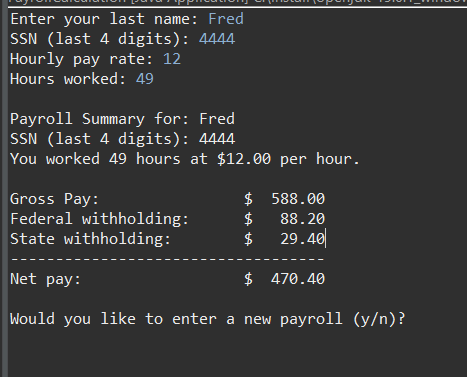 Enter your last name: Fred
SSN (last 4 digits): 4444
Hourly pay rate: 12
Hours worked: 49
Payroll Summary for: Fred
SSN (last 4 digits): 4444
You worked 49 hours at $12.00 per hour.
Gross Pay: $ 588.00
Federal withholding: $ 88.20
State withholding: $ 29.40
------------------------------------
Net pay: $ 470.40
Would you like to enter a new payroll (y/n)?